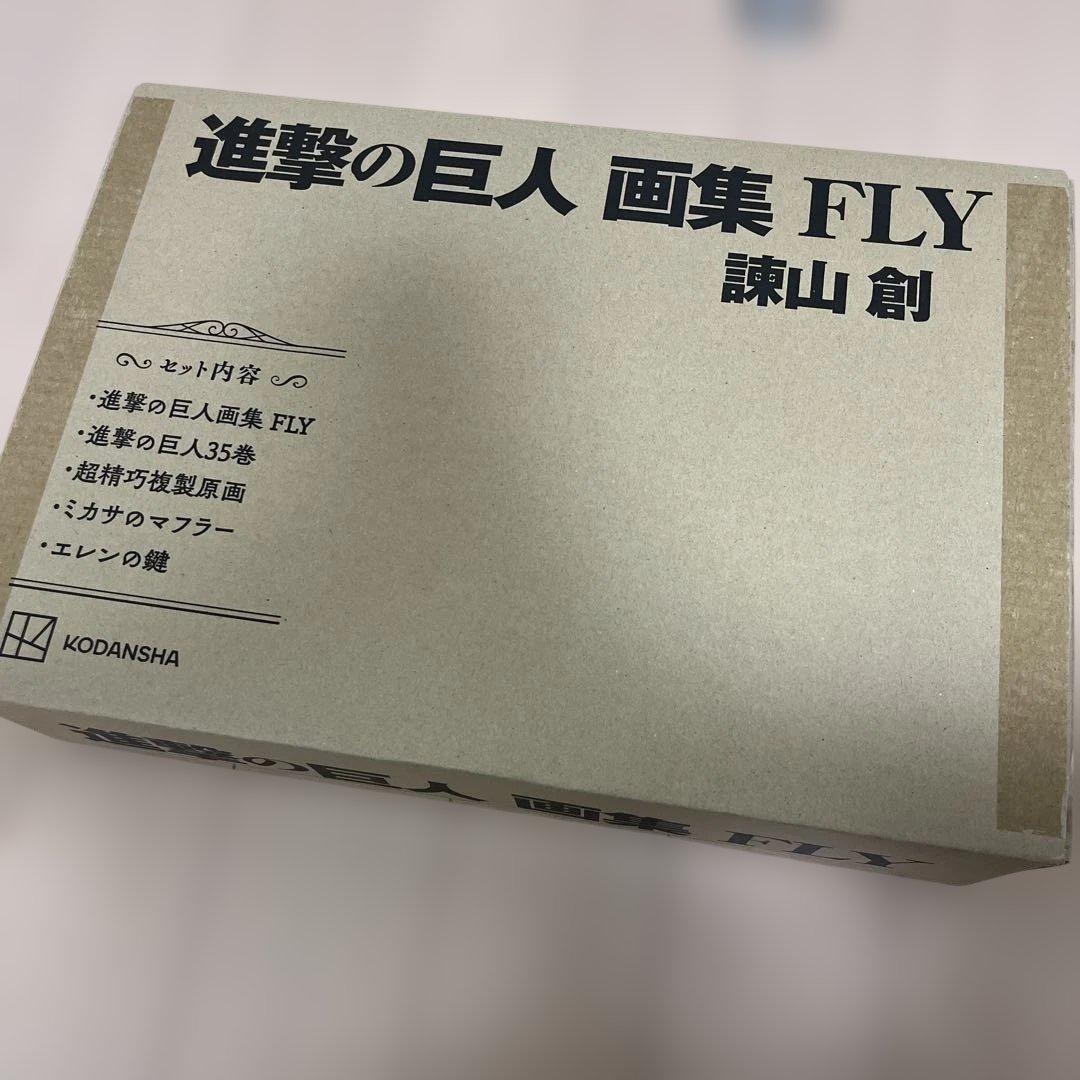 進撃の巨人 画集 FLY
諫山 創
セット内容
・進撃の巨人画集 FLY
・進撃の巨人35巻
・超精巧複製原画
・ミカサのマフラー
・エレンの鍵
KODANSHA
進撃の巨人 画集 FLY